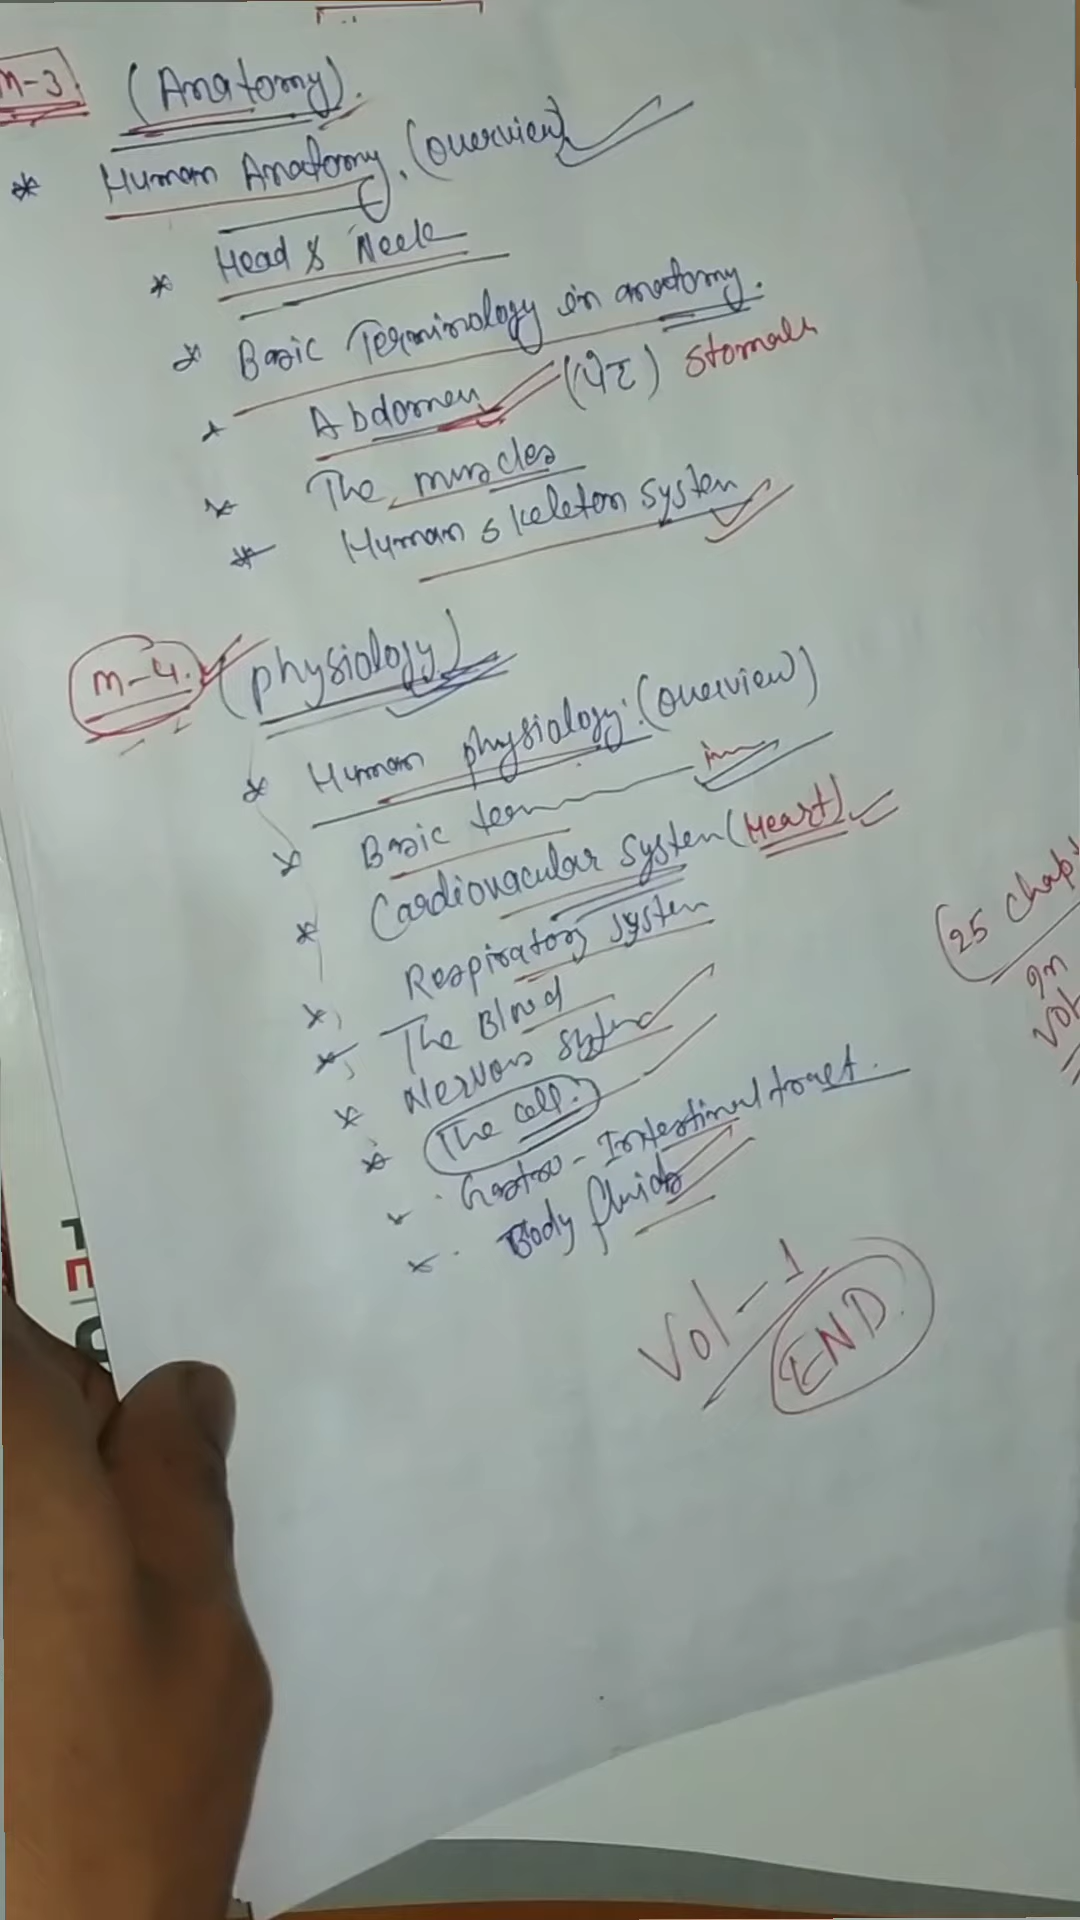 M-3. (Anatomy).
* Human Anatomy. (Overview)
* Head & Neck
* Basic Terminology in anatomy.
* Abdomen (पेट) stomach
* The muscles
* Human skeleton system
M-4. (physiology)
* Human physiology: (Overview)
* Basic term
* Cardiovacular system (Heart)
* Respiratory system
* The Blood
* Nervous system
* The cell.
* Gastro-Intestinal tract.
* Body fluids
(25 chap
in
Vol
Vol-1
END.